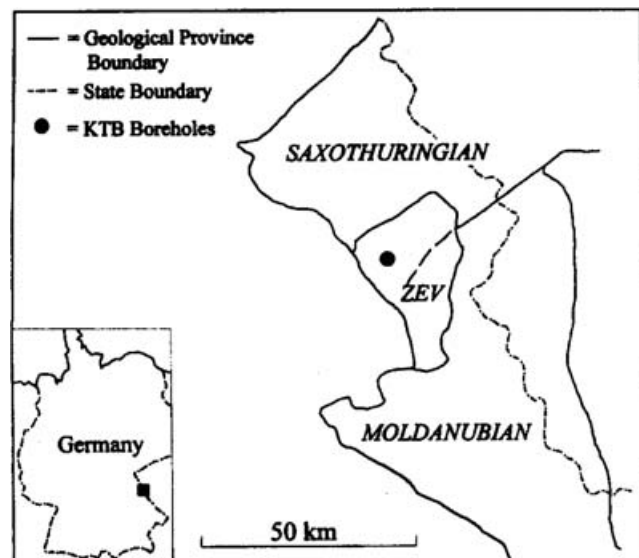 = Geological Province
Boundary
= State Boundary
= KTB Boreholes
SAXOTHURINGIAN
ZEV
MOLDANUBIAN
Germany
50 km